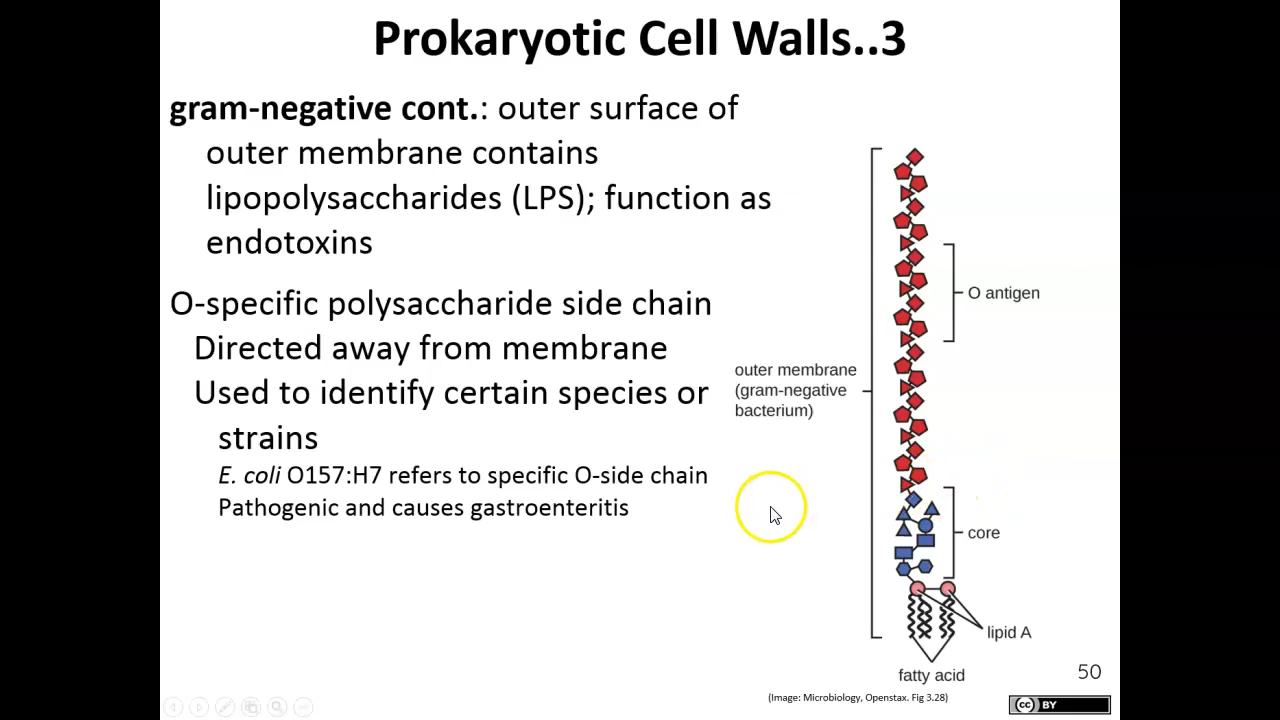 Prokaryotic Cell Walls..3
gram-negative cont.: outer surface of
outer membrane contains
lipopolysaccharides (LPS); function as
endotoxins
O-specific polysaccharide side chain
Directed away from membrane
Used to identify certain species or
strains
E. coli O157:H7 refers to specific O-side chain
Pathogenic and causes gastroenteritis
outer membrane
(gram-negative
bacterium)
O antigen
core
lipid A
fatty acid
50
(Image: Microbiology, Openstax. Fig 3.28)
cc BY